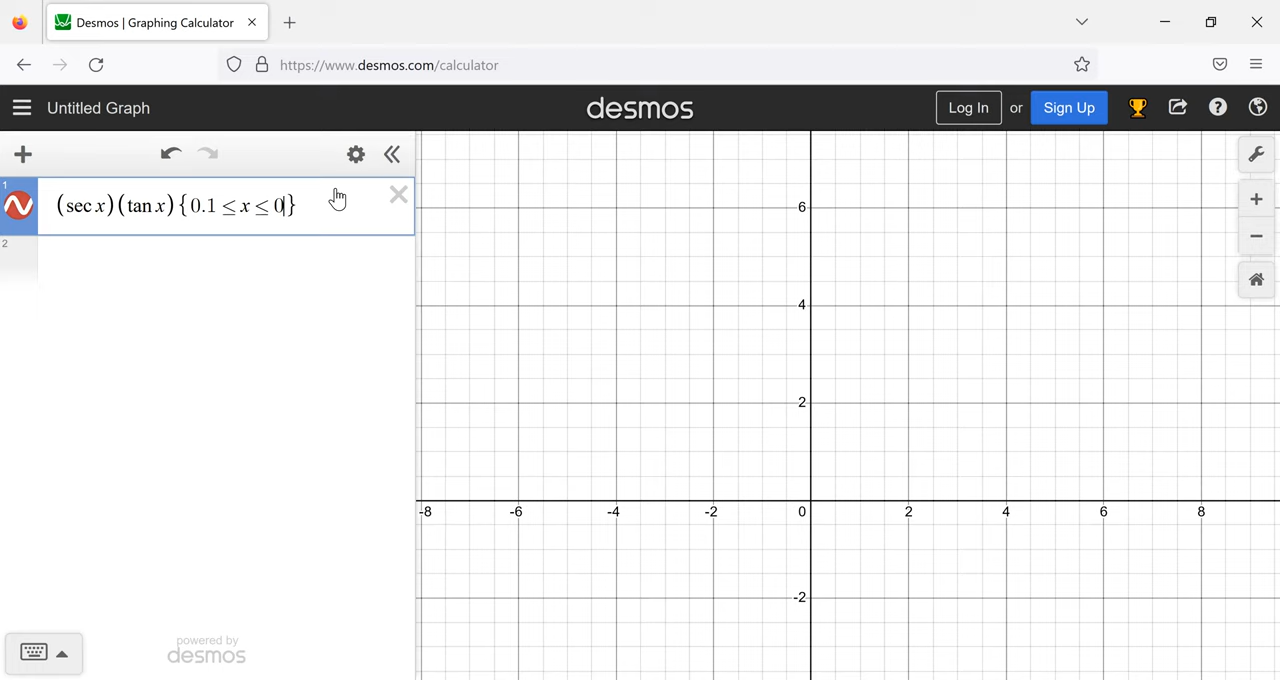 Desmos | Graphing Calculator
https://www.desmos.com/calculator
Untitled Graph
desmos
Log In or Sign Up
1
(sec x)(tan x){0.1 ≤ x ≤ 0}
2
6
4
2
-8 -6 -4 -2 0 2 4 6 8
-2
powered by
desmos